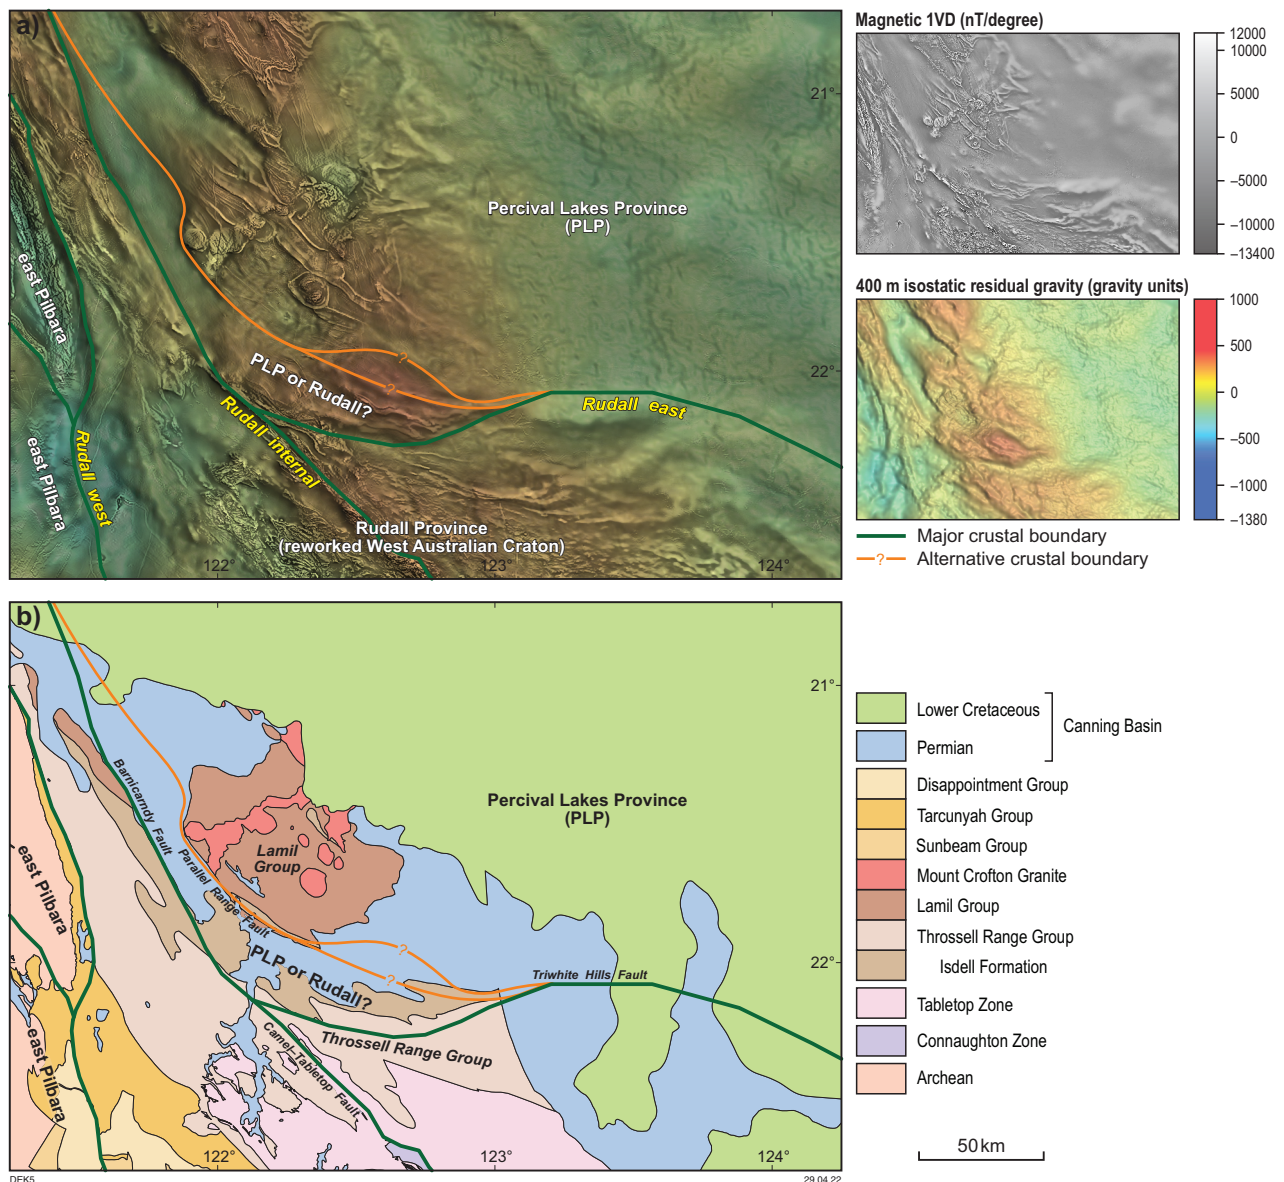 a)
21°
Percival Lakes Province
(PLP)
east Pilbara
22°
?
?
PLP or Rudall?
Rudall east
Rudall internal
east Pilbara
Rudall west
Rudall Province
(reworked West Australian Craton)
122°
123°
124°
Magnetic 1VD (nT/degree)
12000
10000
5000
0
–5000
–10000
–13400
400 m isostatic residual gravity (gravity units)
1000
500
0
–500
–1000
–1380
Major crustal boundary
?
Alternative crustal boundary
b)
21°
Barnicarndy Fault
Percival Lakes Province
(PLP)
Lamil
Group
Parallel Range Fault
east Pilbara
?
?
22°
PLP or Rudall?
Triwhite Hills Fault
Throssell Range Group
Camel–Tabletop Fault
east Pilbara
122°
123°
124°
Lower Cretaceous
Permian
Canning Basin
Disappointment Group
Tarcunyah Group
Sunbeam Group
Mount Crofton Granite
Lamil Group
Throssell Range Group
Isdell Formation
Tabletop Zone
Connaughton Zone
Archean
50 km
DEK5
29.04.22